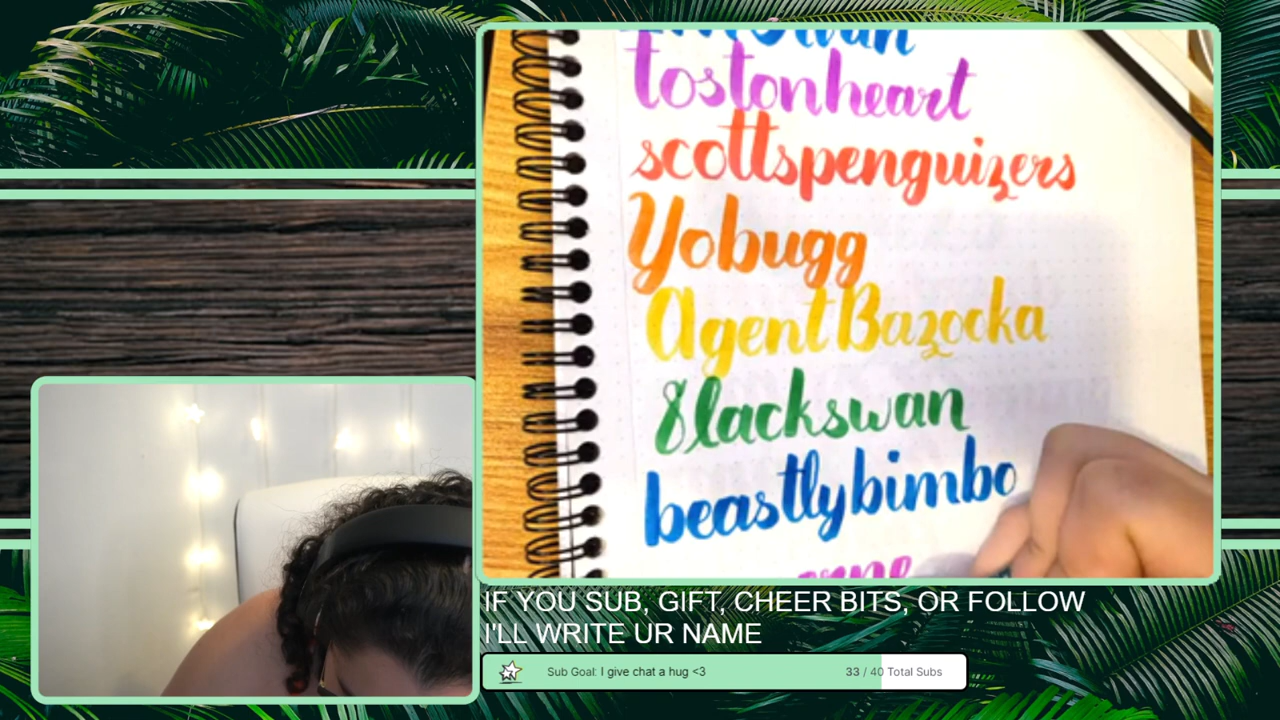 tostonheart
scottspenguizers
Yobugg
AgentBazooka
8lackswan
beastlybimbo
IF YOU SUB, GIFT, CHEER BITS, OR FOLLOW
I'LL WRITE UR NAME
Sub Goal: I give chat a hug <3 33 / 40 Total Subs